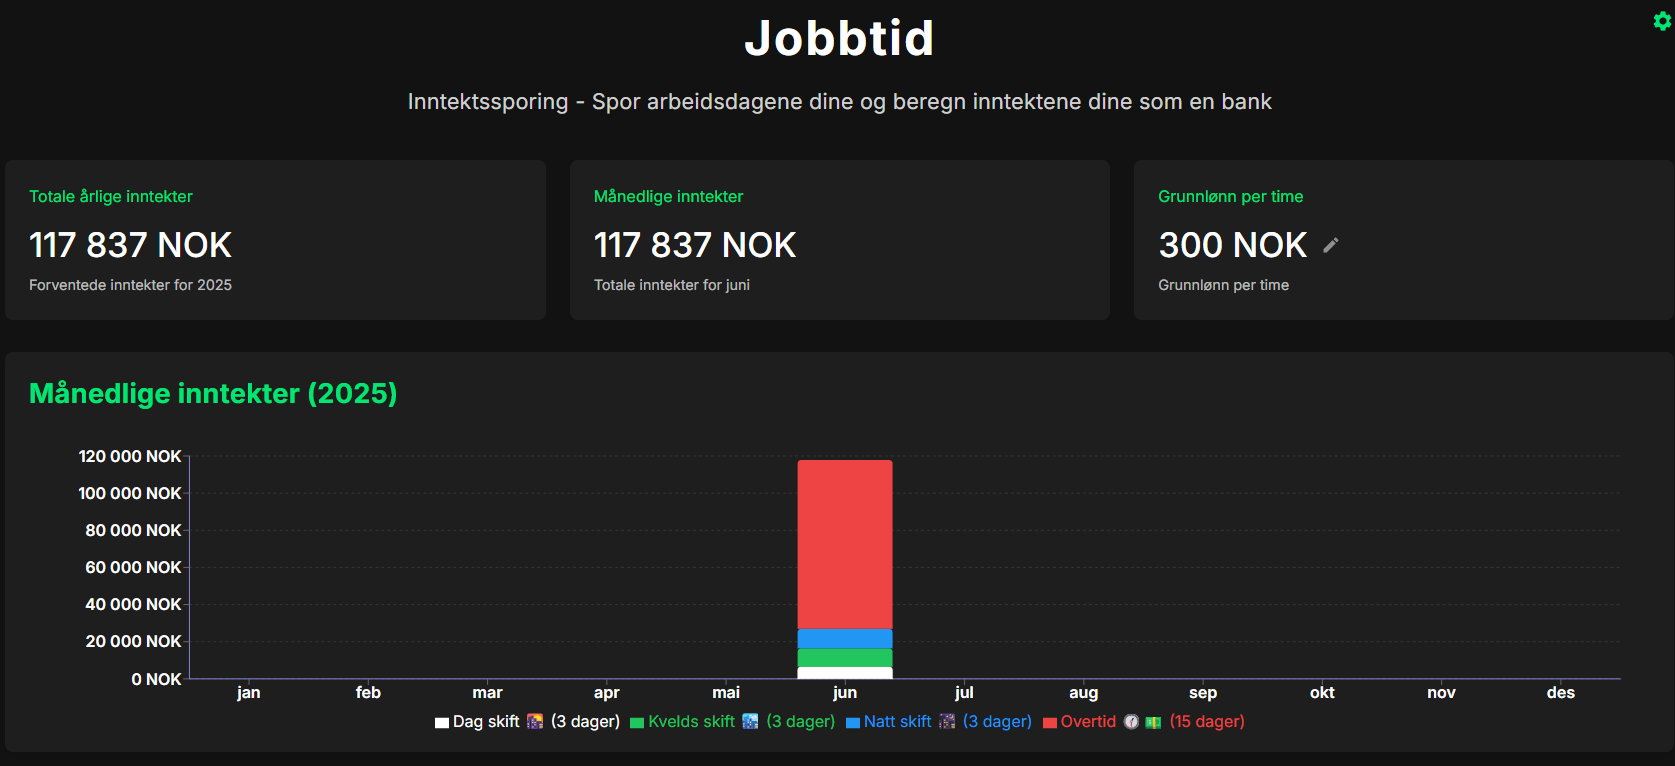 Jobbtid
Inntektssporing - Spor arbeidsdagene dine og beregn inntektene dine som en bank
Totale årlige inntekter
117 837 NOK
Forventede inntekter for 2025
Månedlige inntekter
117 837 NOK
Totale inntekter for juni
Grunnlønn per time
300 NOK
Grunnlønn per time
Månedlige inntekter (2025)
120 000 NOK
100 000 NOK
80 000 NOK
60 000 NOK
40 000 NOK
20 000 NOK
0 NOK
jan feb mar apr mai jun jul aug sep okt nov des
Dag skift 🌇 (3 dager) Kvelds skift 🌃 (3 dager) Natt skift 🌌 (3 dager) Overtid 🕜 💵 (15 dager)